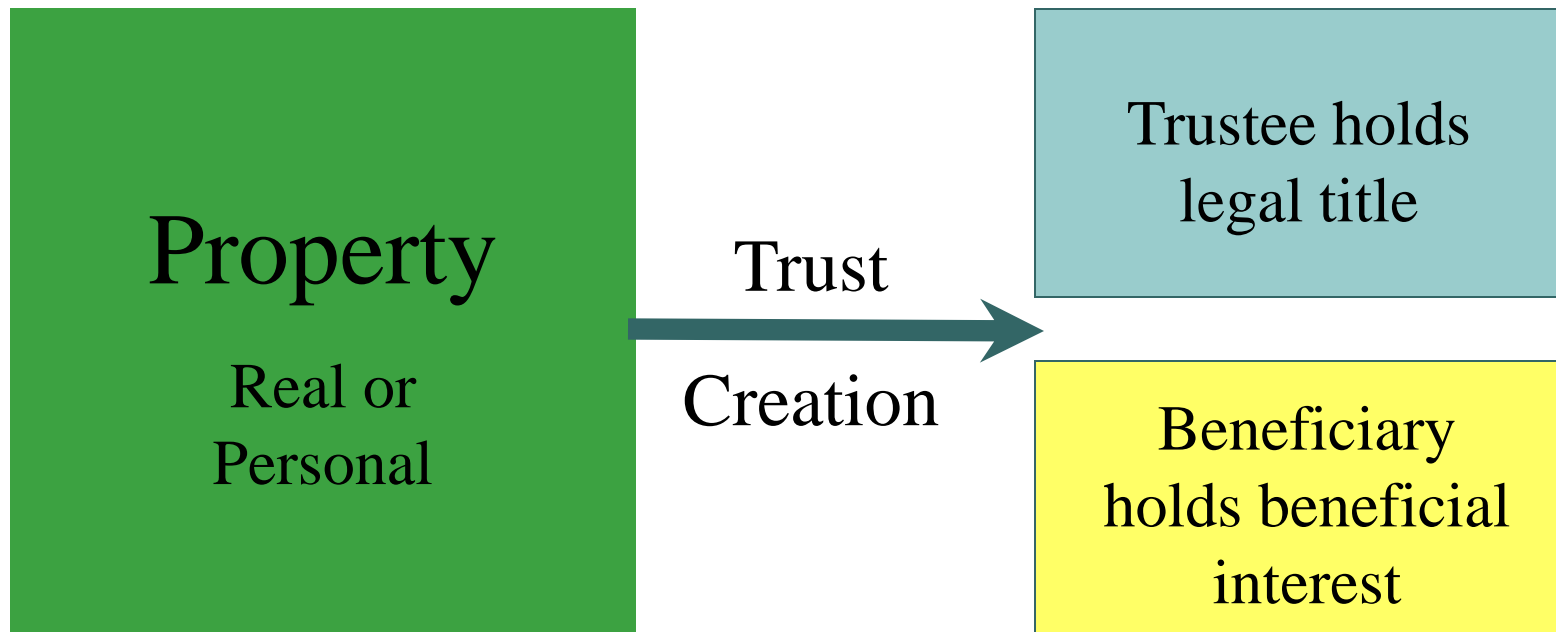 Property
Real or
Personal
Trust
Creation
Trustee holds
legal title
Beneficiary
holds beneficial
interest